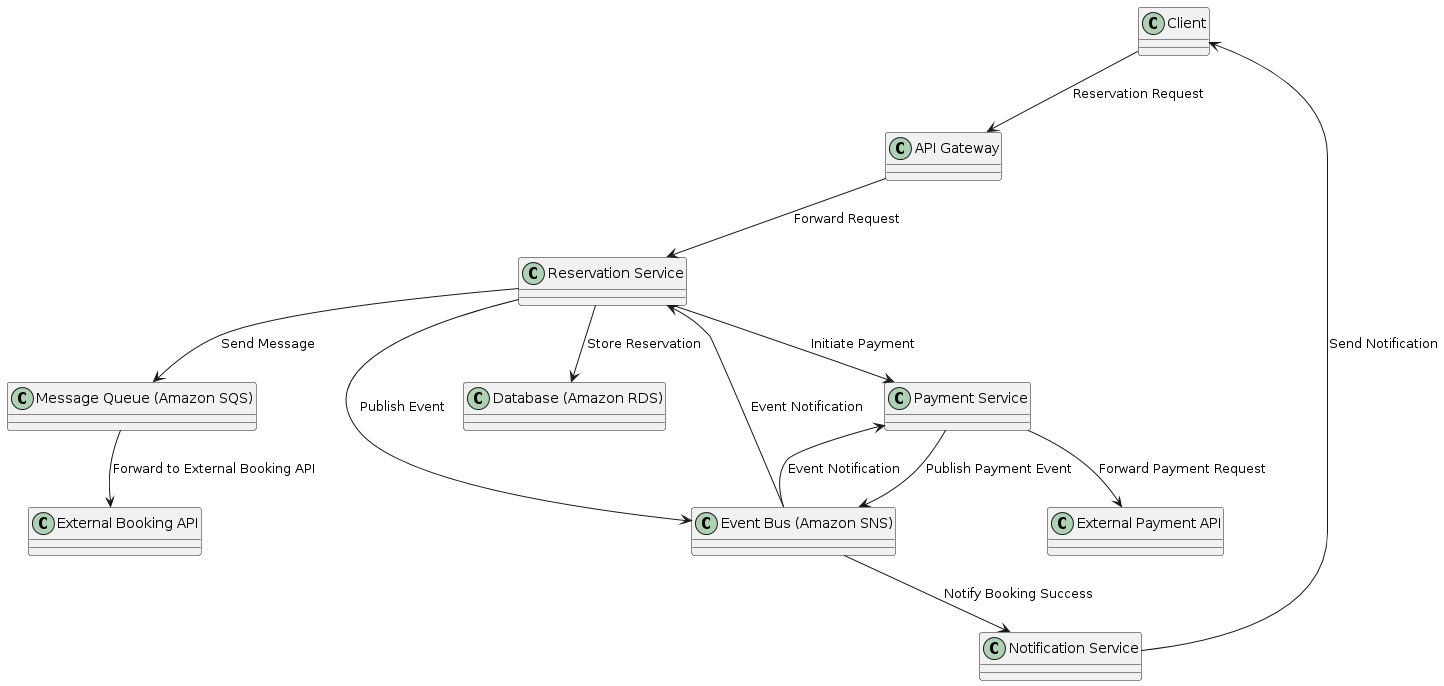 C Client
Reservation Request
C API Gateway
Forward Request
C Reservation Service
Send Message
Store Reservation
Initiate Payment
Send Notification
C Message Queue (Amazon SQS)
C Database (Amazon RDS)
C Payment Service
Publish Event
Event Notification
Forward to External Booking API
Event Notification
Publish Payment Event
Forward Payment Request
C External Booking API
C Event Bus (Amazon SNS)
C External Payment API
Notify Booking Success
C Notification Service